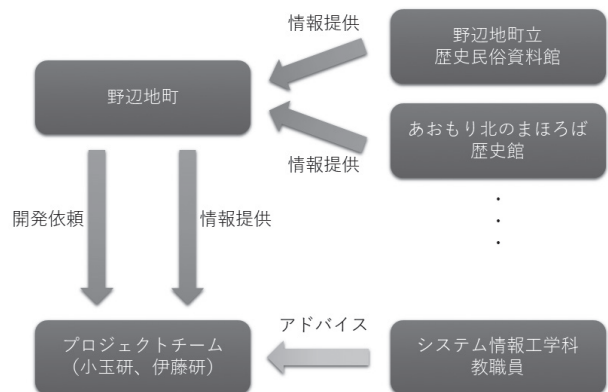 情報提供
野辺地町立
歴史民俗資料館
野辺地町
あおもり北のまほろば
歴史館
情報提供
・
・
・
開発依頼
情報提供
アドバイス
プロジェクトチーム
（小玉研、伊藤研）
システム情報工学科
教職員